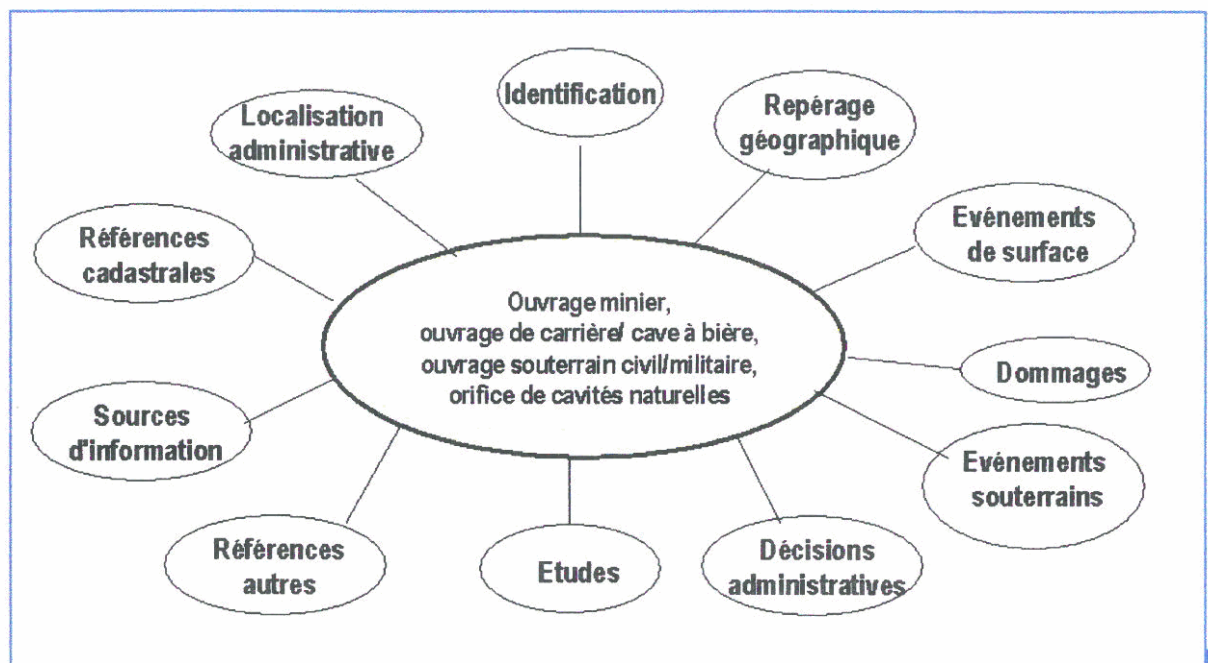 Identification
Localisation
administrative
Repérage
géographique
Références
cadastrales
Evénements
de surface
Ouvrage minier,
ouvrage de carrière/ cave à bière,
ouvrage souterrain civil/militaire,
orifice de cavités naturelles
Dommages
Sources
d'information
Evénements
souterrains
Références
autres
Etudes
Décisions
administratives